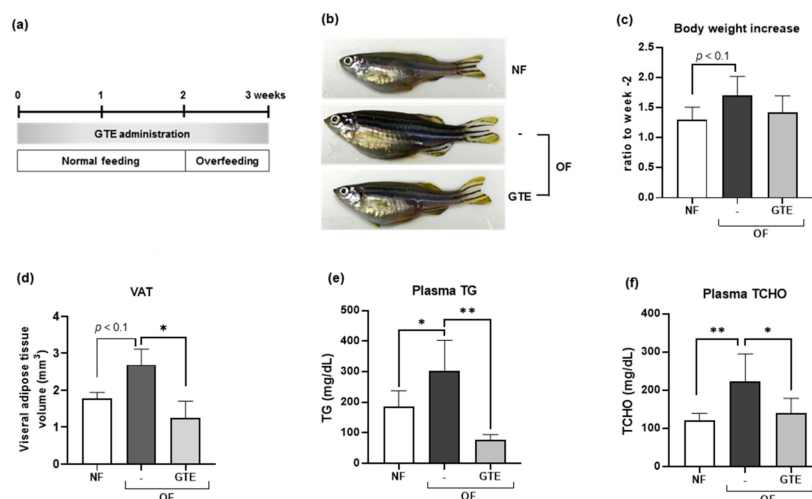 (a)
0 1 2 3 weeks
GTE administration
Normal feeding Overfeeding
(b)
NF
-
GTE
OF
(c)
Body weight increase
ratio to week -2
2.5
2.0
1.5
1.0
0.5
0.0
p < 0.1
NF - GTE
OF
(d)
VAT
Viseral adipose tissue
volume (mm3)
4
3
2
1
0
p < 0.1 *
NF - GTE
OF
(e)
Plasma TG
TG (mg/dL)
500
400
300
200
100
0
* **
NF - GTE
OF
(f)
Plasma TCHO
TCHO (mg/dL)
400
300
200
100
0
** *
NF - GTE
OF